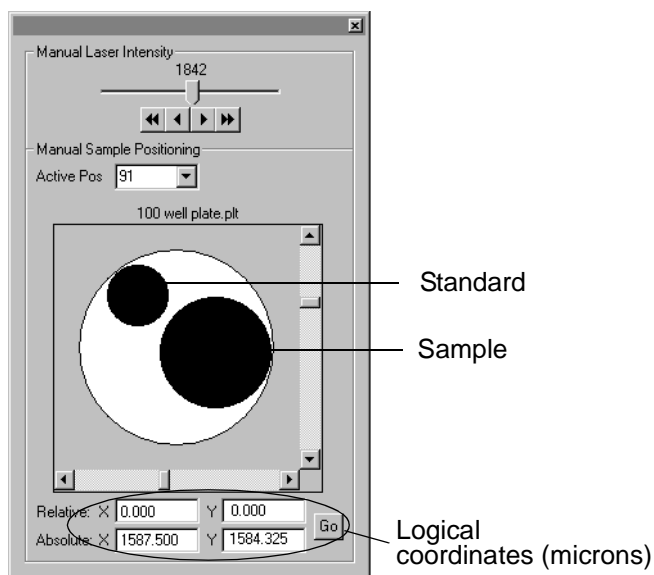 Manual Laser Intensity
1842
Manual Sample Positioning
Active Pos 91
100 well plate.plt
Standard
Sample
Relative: X 0.000 Y 0.000
Go
Absolute: X 1587.500 Y 1584.325
Logical
coordinates (microns)